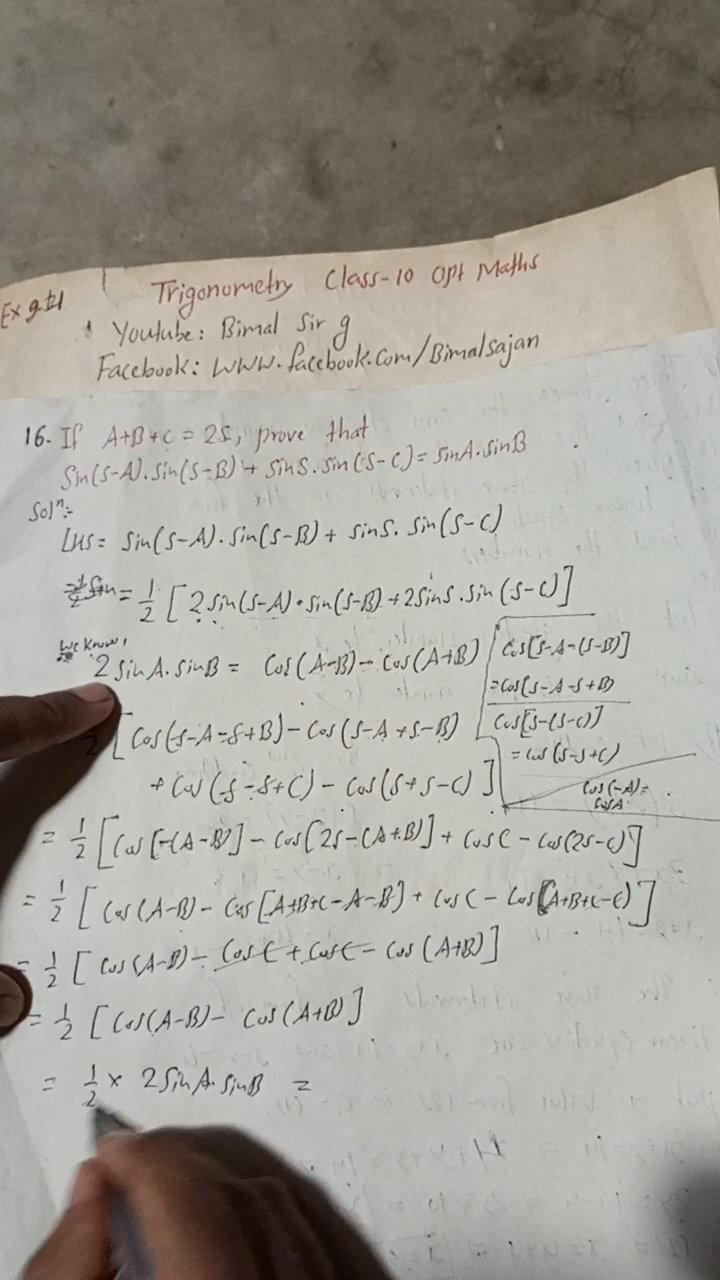 Ex 9.11
Trigonometry Class-10 Opt Maths
Youtube: Bimal Sir g
Facebook: WWW.facebook.com/Bimalsajan
16. If A+B+C = 2S, prove that
Sin(S-A).Sin(S-B) + SinS.Sin(S-C) = SinA.SinB
Solⁿ:-
LHS = Sin(S-A).Sin(S-B) + SinS. Sin(S-C)
= 1/2 [2Sin(S-A).Sin(S-B) + 2SinS.Sin(S-C)]
We know,
2SinA.SinB = Cos(A-B) - Cos(A+B)
Cos[S-A-(S-B)]
= Cos(S-A-S+B)
Cos[S-(S-C)]
= Cos(S-S+C)
Cos(-A) =
CosA
2 [Cos(S-A-S+B) - Cos(S-A+S-B)
+ Cos(S-S+C) - Cos(S+S-C)]
= 1/2 [Cos[-(A-B)] - Cos[2S-(A+B)] + CosC - Cos(2S-C)]
= 1/2 [Cos(A-B) - Cos[A+B+C-A-B] + CosC - Cos[A+B+C-C)]
= 1/2 [Cos(A-B) - CosC + CosC - Cos(A+B)]
= 1/2 [Cos(A-B) - Cos(A+B)]
= 1/2 × 2SinA.SinB =